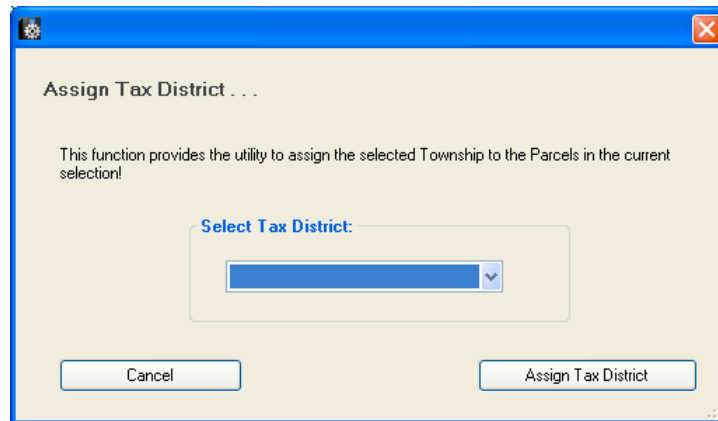 Assign Tax District . . .
This function provides the utility to assign the selected Township to the Parcels in the current
selection!
Select Tax District:
Cancel
Assign Tax District